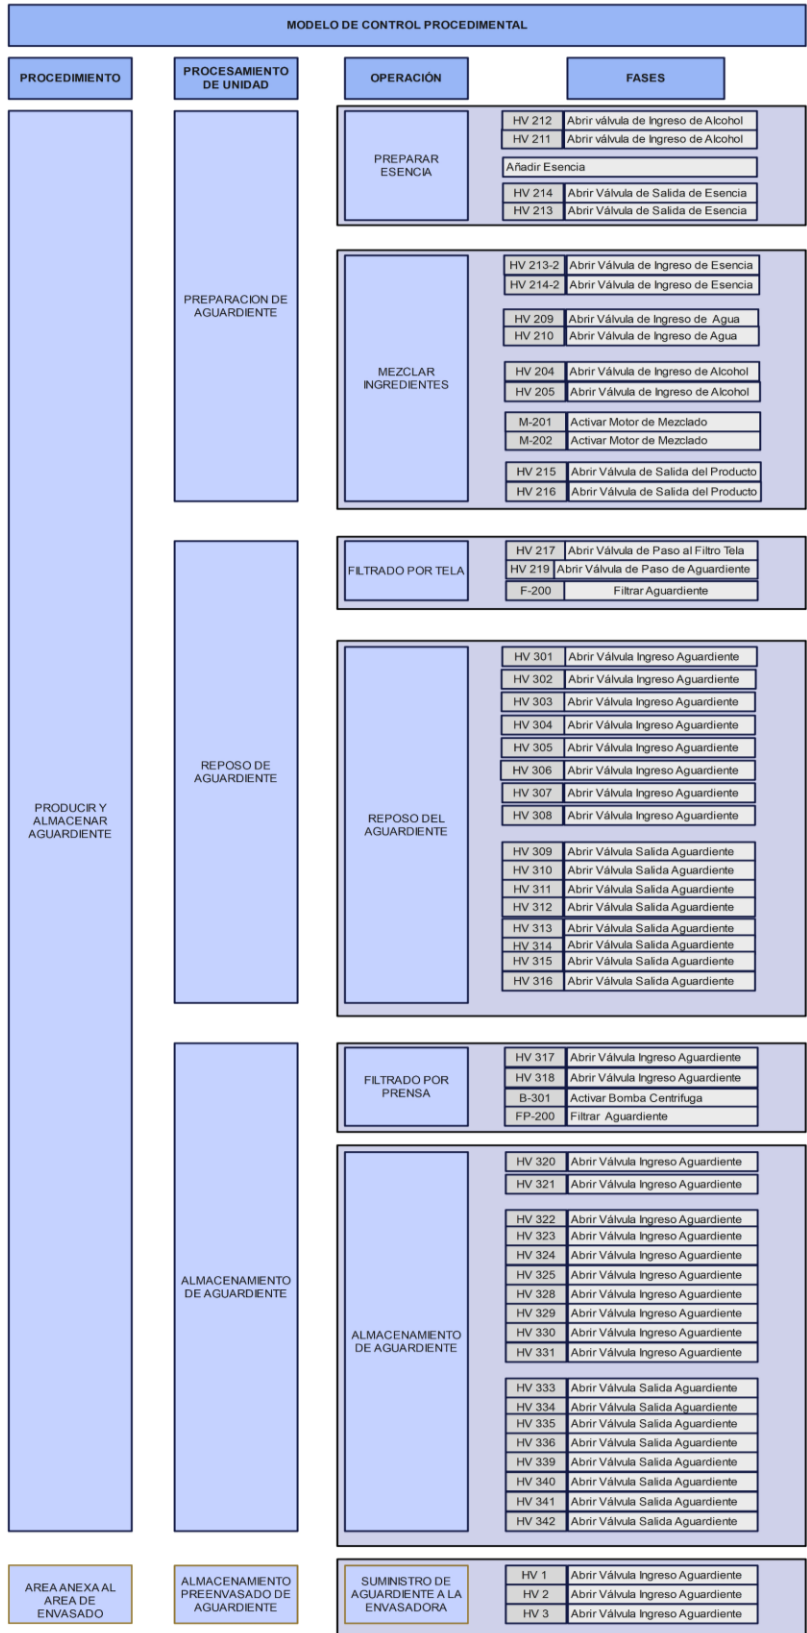 MODELO DE CONTROL PROCEDIMENTAL
PROCEDIMIENTO
PROCESAMIENTO
DE UNIDAD
OPERACIÓN
FASES
PRODUCIR Y
ALMACENAR
AGUARDIENTE
PREPARACION DE
AGUARDIENTE
PREPARAR
ESENCIA
HV 212 Abrir válvula de Ingreso de Alcohol
HV 211 Abrir válvula de Ingreso de Alcohol
Añadir Esencia
HV 214 Abrir Válvula de Salida de Esencia
HV 213 Abrir Válvula de Salida de Esencia
MEZCLAR
INGREDIENTES
HV 213-2 Abrir Válvula de Ingreso de Esencia
HV 214-2 Abrir Válvula de Ingreso de Esencia
HV 209 Abrir Válvula de Ingreso de Agua
HV 210 Abrir Válvula de Ingreso de Agua
HV 204 Abrir Válvula de Ingreso de Alcohol
HV 205 Abrir Válvula de Ingreso de Alcohol
M-201 Activar Motor de Mezclado
M-202 Activar Motor de Mezclado
HV 215 Abrir Válvula de Salida del Producto
HV 216 Abrir Válvula de Salida del Producto
REPOSO DE
AGUARDIENTE
FILTRADO POR TELA
HV 217 Abrir Válvula de Paso al Filtro Tela
HV 219 Abrir Válvula de Paso de Aguardiente
F-200 Filtrar Aguardiente
REPOSO DEL
AGUARDIENTE
HV 301 Abrir Válvula Ingreso Aguardiente
HV 302 Abrir Válvula Ingreso Aguardiente
HV 303 Abrir Válvula Ingreso Aguardiente
HV 304 Abrir Válvula Ingreso Aguardiente
HV 305 Abrir Válvula Ingreso Aguardiente
HV 306 Abrir Válvula Ingreso Aguardiente
HV 307 Abrir Válvula Ingreso Aguardiente
HV 308 Abrir Válvula Ingreso Aguardiente
HV 309 Abrir Válvula Salida Aguardiente
HV 310 Abrir Válvula Salida Aguardiente
HV 311 Abrir Válvula Salida Aguardiente
HV 312 Abrir Válvula Salida Aguardiente
HV 313 Abrir Válvula Salida Aguardiente
HV 314 Abrir Válvula Salida Aguardiente
HV 315 Abrir Válvula Salida Aguardiente
HV 316 Abrir Válvula Salida Aguardiente
ALMACENAMIENTO
DE AGUARDIENTE
FILTRADO POR
PRENSA
HV 317 Abrir Válvula Ingreso Aguardiente
HV 318 Abrir Válvula Ingreso Aguardiente
B-301 Activar Bomba Centrifuga
FP-200 Filtrar Aguardiente
ALMACENAMIENTO
DE AGUARDIENTE
HV 320 Abrir Válvula Ingreso Aguardiente
HV 321 Abrir Válvula Ingreso Aguardiente
HV 322 Abrir Válvula Ingreso Aguardiente
HV 323 Abrir Válvula Ingreso Aguardiente
HV 324 Abrir Válvula Ingreso Aguardiente
HV 325 Abrir Válvula Ingreso Aguardiente
HV 328 Abrir Válvula Ingreso Aguardiente
HV 329 Abrir Válvula Ingreso Aguardiente
HV 330 Abrir Válvula Ingreso Aguardiente
HV 331 Abrir Válvula Ingreso Aguardiente
HV 333 Abrir Válvula Salida Aguardiente
HV 334 Abrir Válvula Salida Aguardiente
HV 335 Abrir Válvula Salida Aguardiente
HV 336 Abrir Válvula Salida Aguardiente
HV 339 Abrir Válvula Salida Aguardiente
HV 340 Abrir Válvula Salida Aguardiente
HV 341 Abrir Válvula Salida Aguardiente
HV 342 Abrir Válvula Salida Aguardiente
AREA ANEXA AL
AREA DE
ENVASADO
ALMACENAMIENTO
PREENVASADO DE
AGUARDIENTE
SUMINISTRO DE
AGUARDIENTE A LA
ENVASADORA
HV 1 Abrir Válvula Ingreso Aguardiente
HV 2 Abrir Válvula Ingreso Aguardiente
HV 3 Abrir Válvula Ingreso Aguardiente